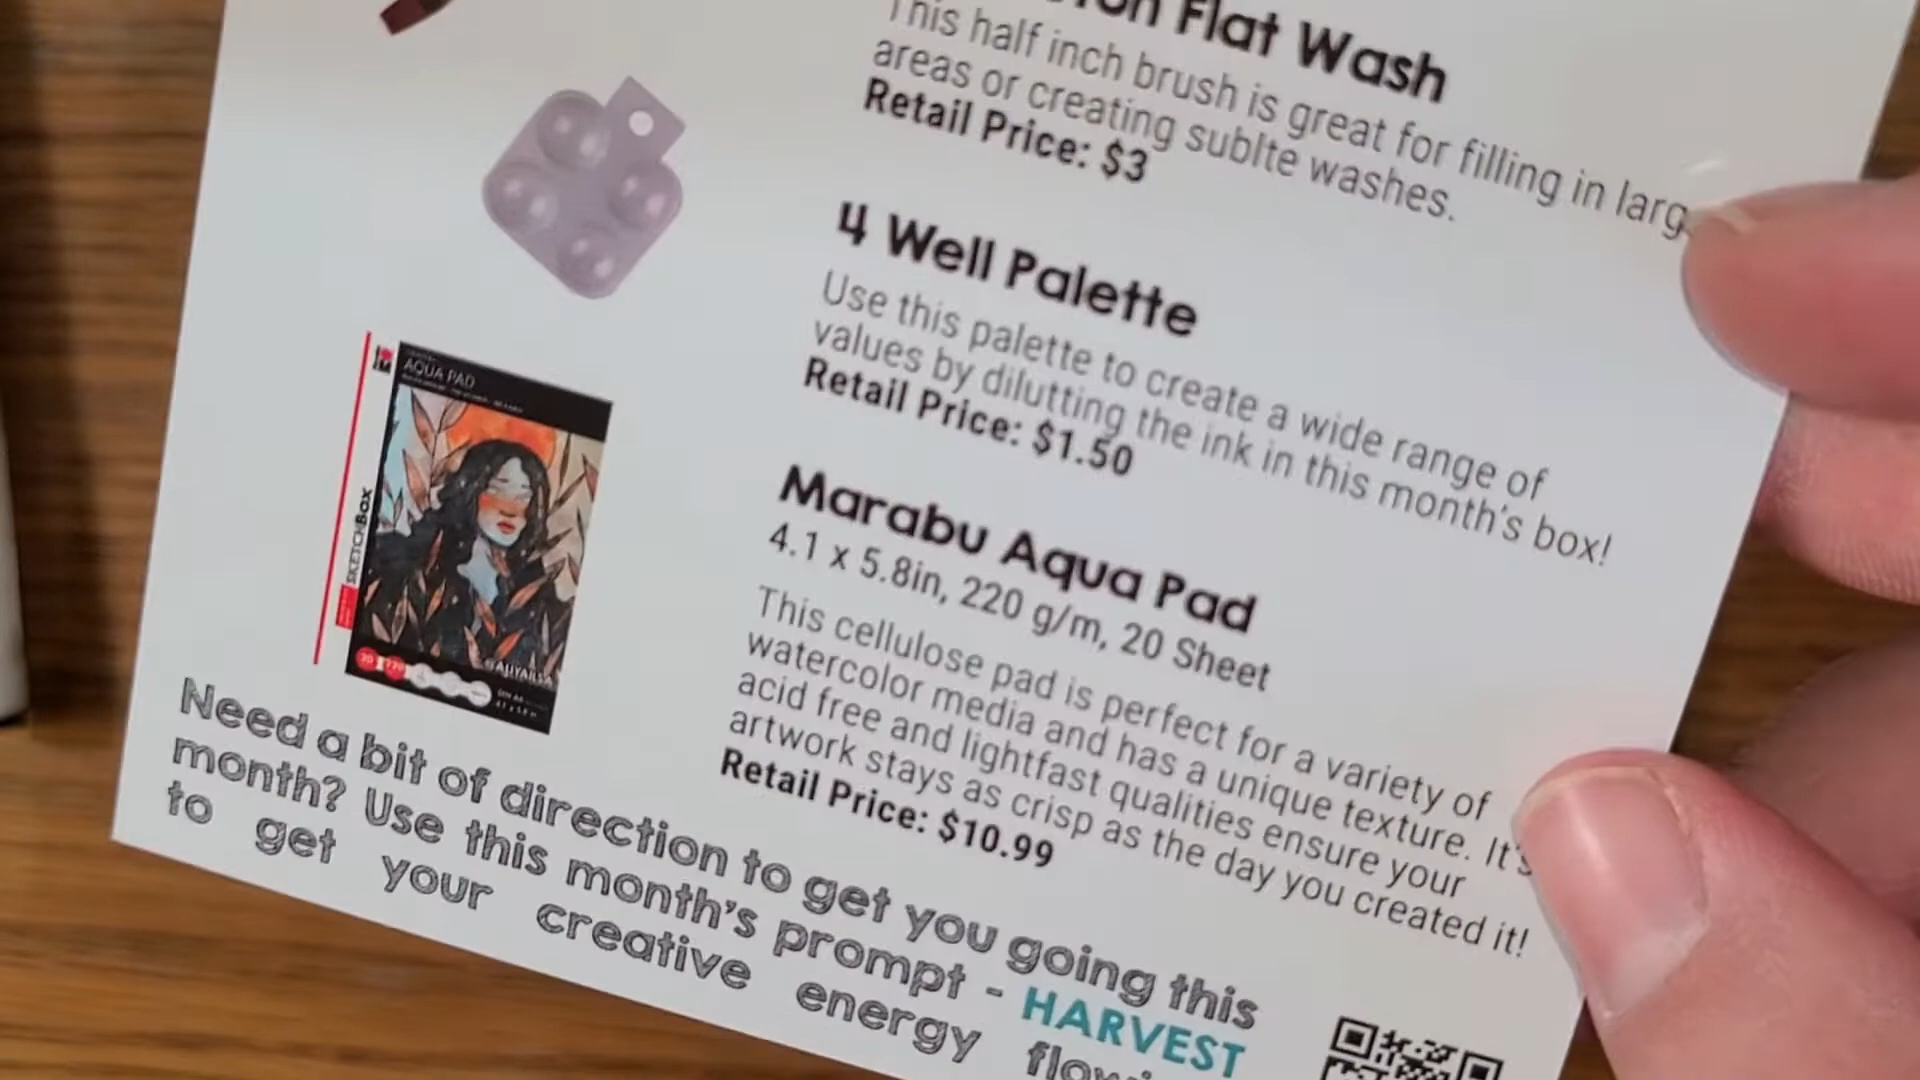 Flat Wash
This half inch brush is great for filling in
areas or creating sublte washes.
Retail Price: $3
4 Well Palette
Use this palette to create a wide range of
values by dilutting the ink in this month's box!
Retail Price: $1.50
Marabu Aqua Pad
4.1 x 5.8in, 220 g/m, 20 Sheet
This cellulose pad is perfect for a variety of
watercolor media and has a unique texture. It's
acid free and lightfast qualities ensure your
artwork stays as crisp as the day you created it!
Retail Price: $10.99
AQUA PAD
SKETCHBox
Need a bit of direction to get you going this
month? Use this month's prompt - HARVEST
to get your creative energy